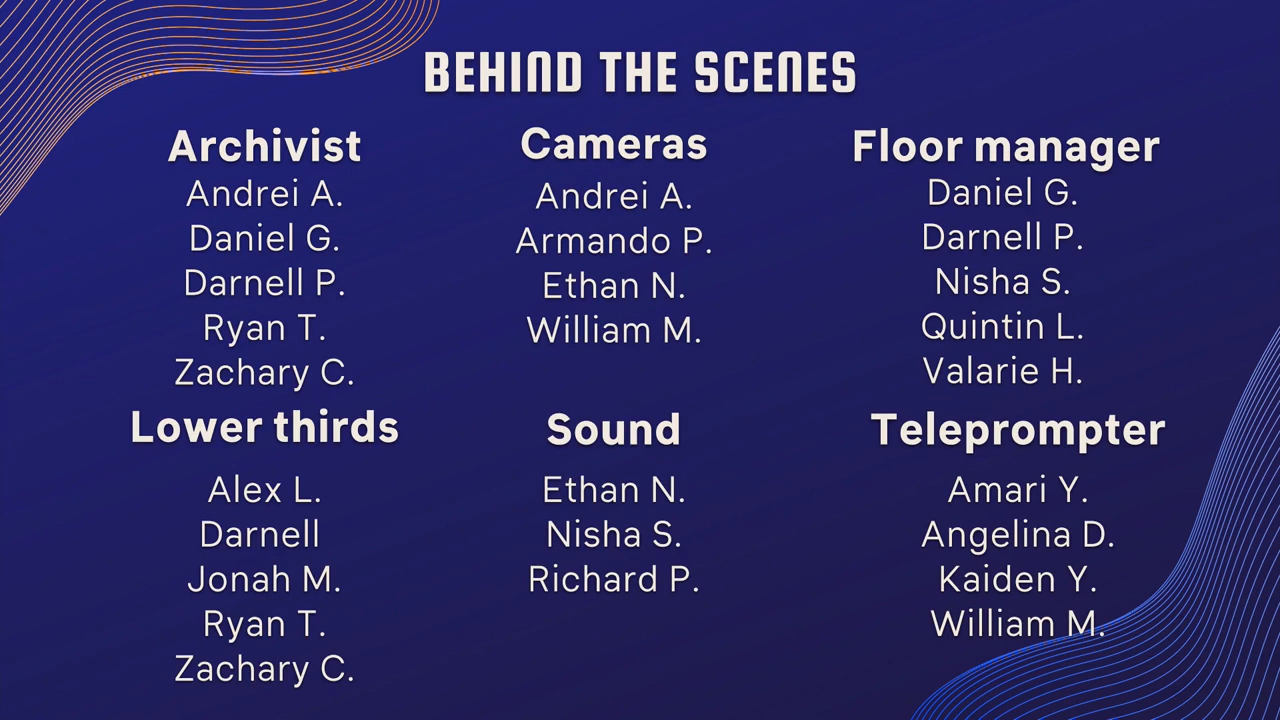 BEHIND THE SCENES
Archivist
Andrei A.
Daniel G.
Darnell P.
Ryan T.
Zachary C.
Cameras
Andrei A.
Armando P.
Ethan N.
William M.
Floor manager
Daniel G.
Darnell P.
Nisha S.
Quintin L.
Valarie H.
Lower thirds
Alex L.
Darnell
Jonah M.
Ryan T.
Zachary C.
Sound
Ethan N.
Nisha S.
Richard P.
Teleprompter
Amari Y.
Angelina D.
Kaiden Y.
William M.